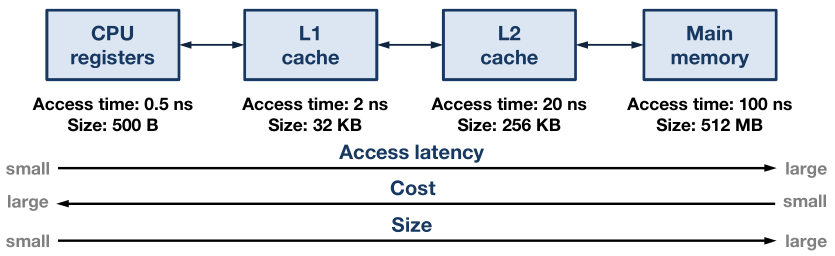 CPU
registers
L1
cache
L2
cache
Main
memory
Access time: 0.5 ns
Size: 500 B
Access time: 2 ns
Size: 32 KB
Access time: 20 ns
Size: 256 KB
Access time: 100 ns
Size: 512 MB
Access latency
small
large
Cost
large
small
Size
small
large